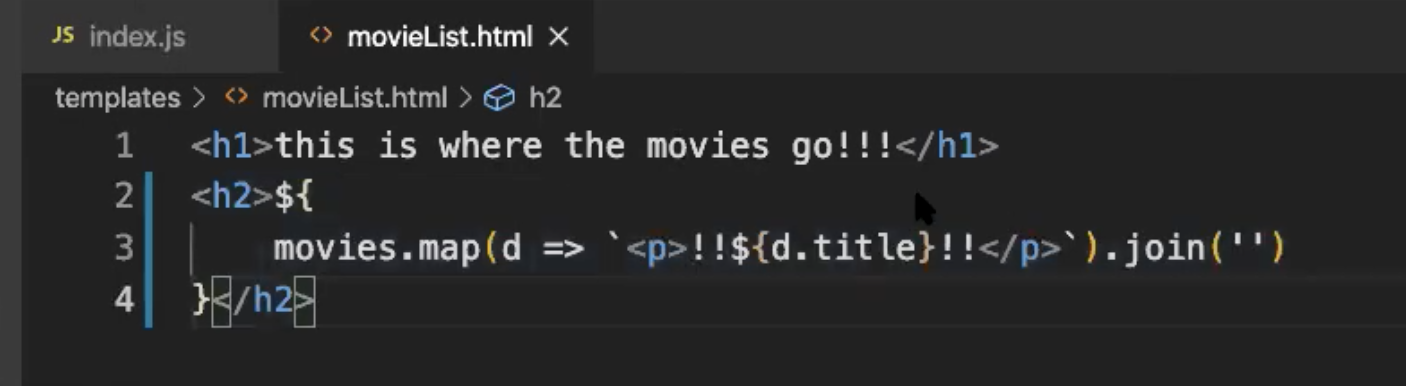 JS index.js <> movieList.html ×
templates > <> movieList.html > h2
1 <h1>this is where the movies go!!!</h1>
2 <h2>${
3     movies.map(d => `<p>!!${d.title}!!</p>`).join('')
4 }</h2>